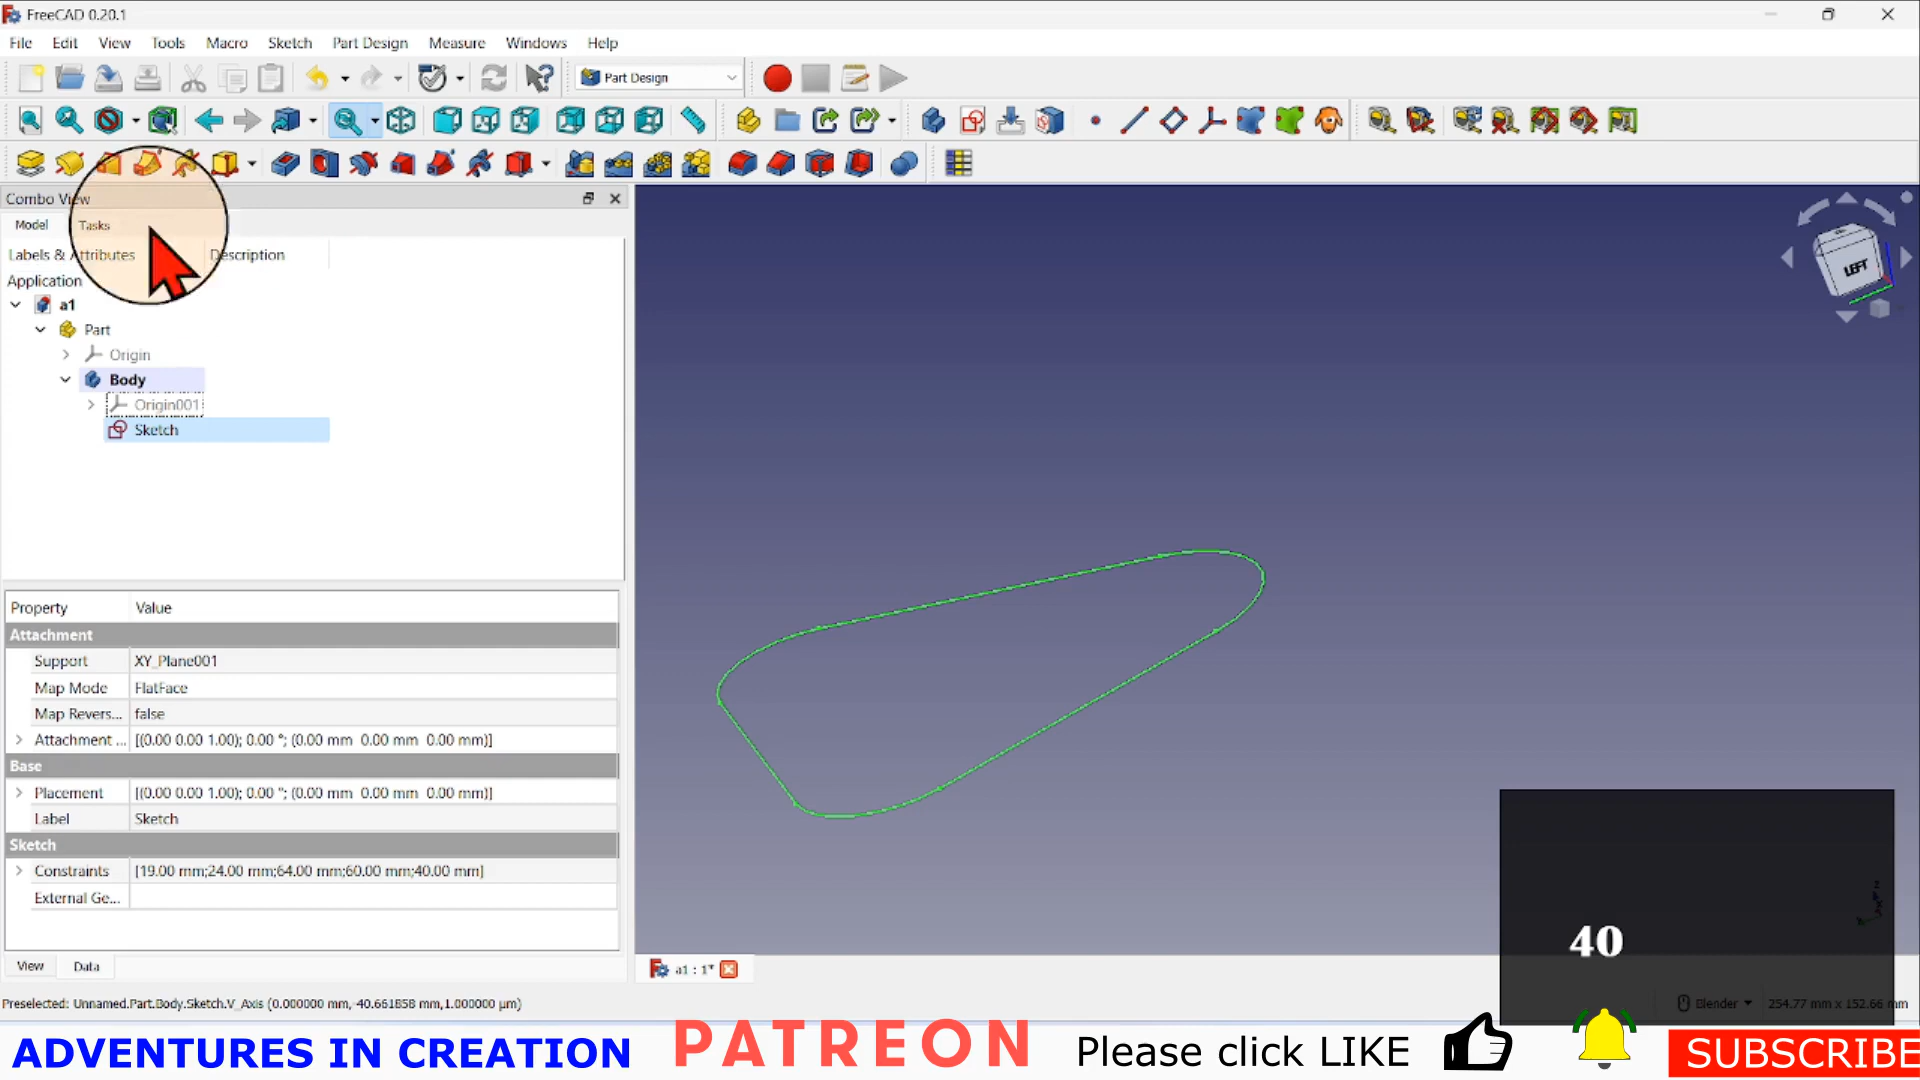 FreeCAD 0.20.1
File Edit View Tools Macro Sketch Part Design Measure Windows Help
Part Design
Combo View
Model Tasks
Labels & Attributes Description
Application
a1
Part
Origin
Body
Origin001
Sketch
LEFT
Property Value
Attachment
Support XY_Plane001
Map Mode FlatFace
Map Revers... false
Attachment ... [(0.00 0.00 1.00); 0.00 °; (0.00 mm 0.00 mm 0.00 mm)]
Base
Placement [(0.00 0.00 1.00); 0.00 °; (0.00 mm 0.00 mm 0.00 mm)]
Label Sketch
Sketch
Constraints [19.00 mm;24.00 mm;64.00 mm;60.00 mm;40.00 mm]
External Ge...
40
View Data
a1 : 1*
Preselected: Unnamed.Part.Body.Sketch.V_Axis (0.000000 mm,-40.661858 mm,1.000000 µm)
Blender 254.77 mm x 152.66 mm
ADVENTURES IN CREATION PATREON Please click LIKE SUBSCRIBE